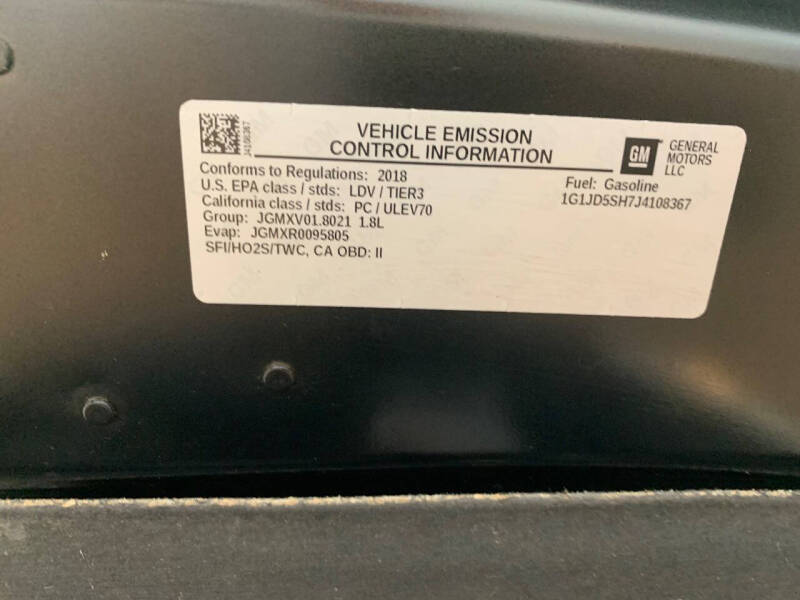 J4108367
VEHICLE EMISSION
CONTROL INFORMATION
GM
GENERAL
MOTORS
LLC
Conforms to Regulations: 2018
U.S. EPA class / stds: LDV / TIER3
California class / stds: PC / ULEV70
Group: JGMXV01.8021 1.8L
Evap: JGMXR0095805
SFI/HO2S/TWC, CA OBD: II
Fuel: Gasoline
1G1JD5SH7J4108367